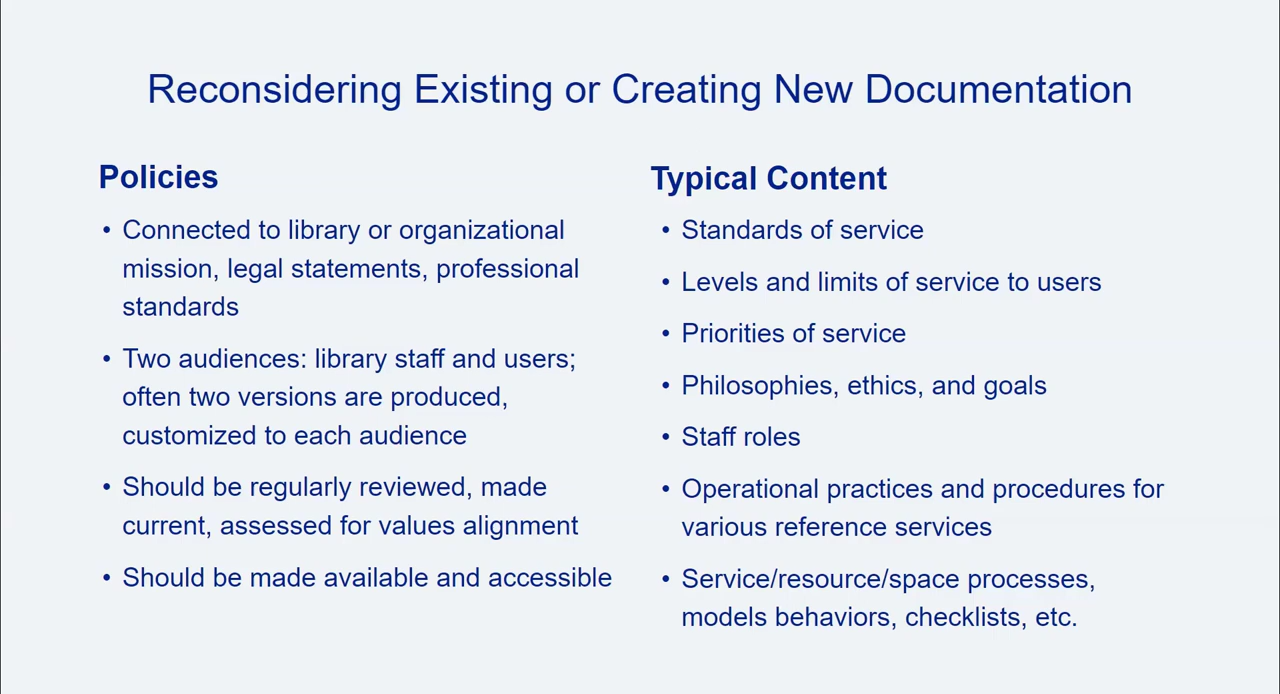 Reconsidering Existing or Creating New Documentation
Policies
• Connected to library or organizational
mission, legal statements, professional
standards
• Two audiences: library staff and users;
often two versions are produced,
customized to each audience
• Should be regularly reviewed, made
current, assessed for values alignment
• Should be made available and accessible
Typical Content
• Standards of service
• Levels and limits of service to users
• Priorities of service
• Philosophies, ethics, and goals
• Staff roles
• Operational practices and procedures for
various reference services
• Service/resource/space processes,
models behaviors, checklists, etc.